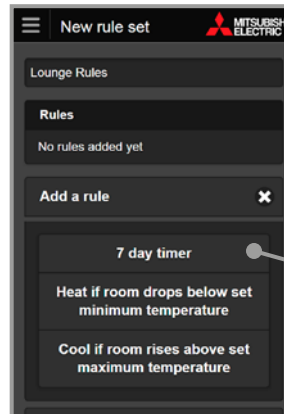 New rule set
MITSUBISH
ELECTRIC
Lounge Rules
Rules
No rules added yet
Add a rule
7 day timer
Heat if room drops below set
minimum temperature
Cool if room rises above set
maximum temperature